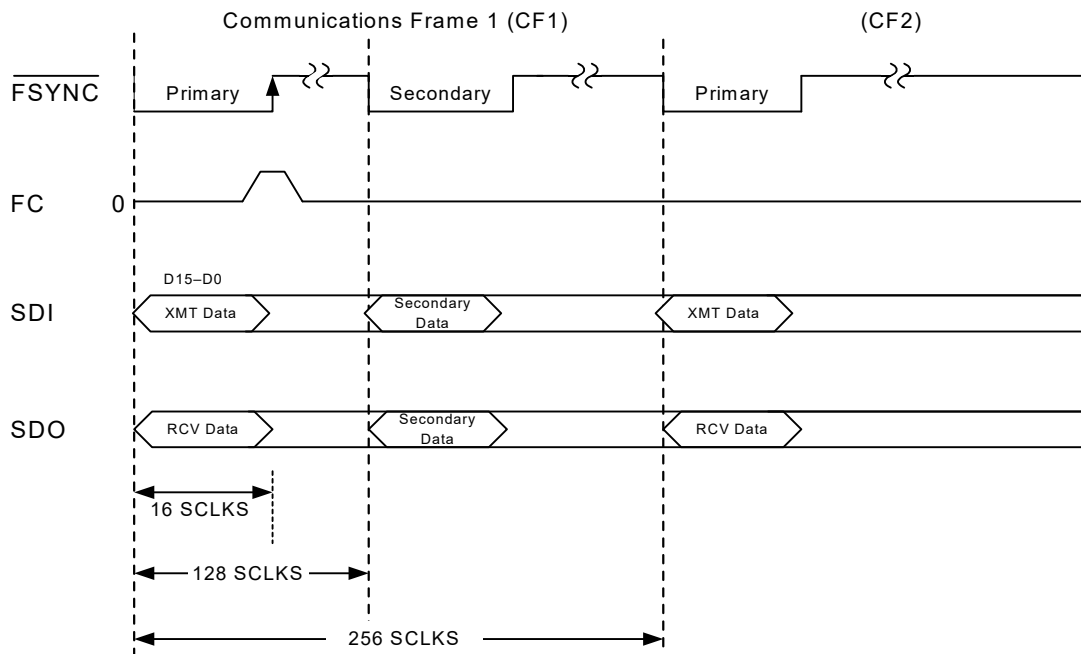 Communications Frame 1 (CF1)
(CF2)
FSYNC
Primary
Secondary
Primary
FC
0
D15–D0
SDI
XMT Data
Secondary
Data
XMT Data
SDO
RCV Data
Secondary
Data
RCV Data
16 SCLKS
128 SCLKS
256 SCLKS